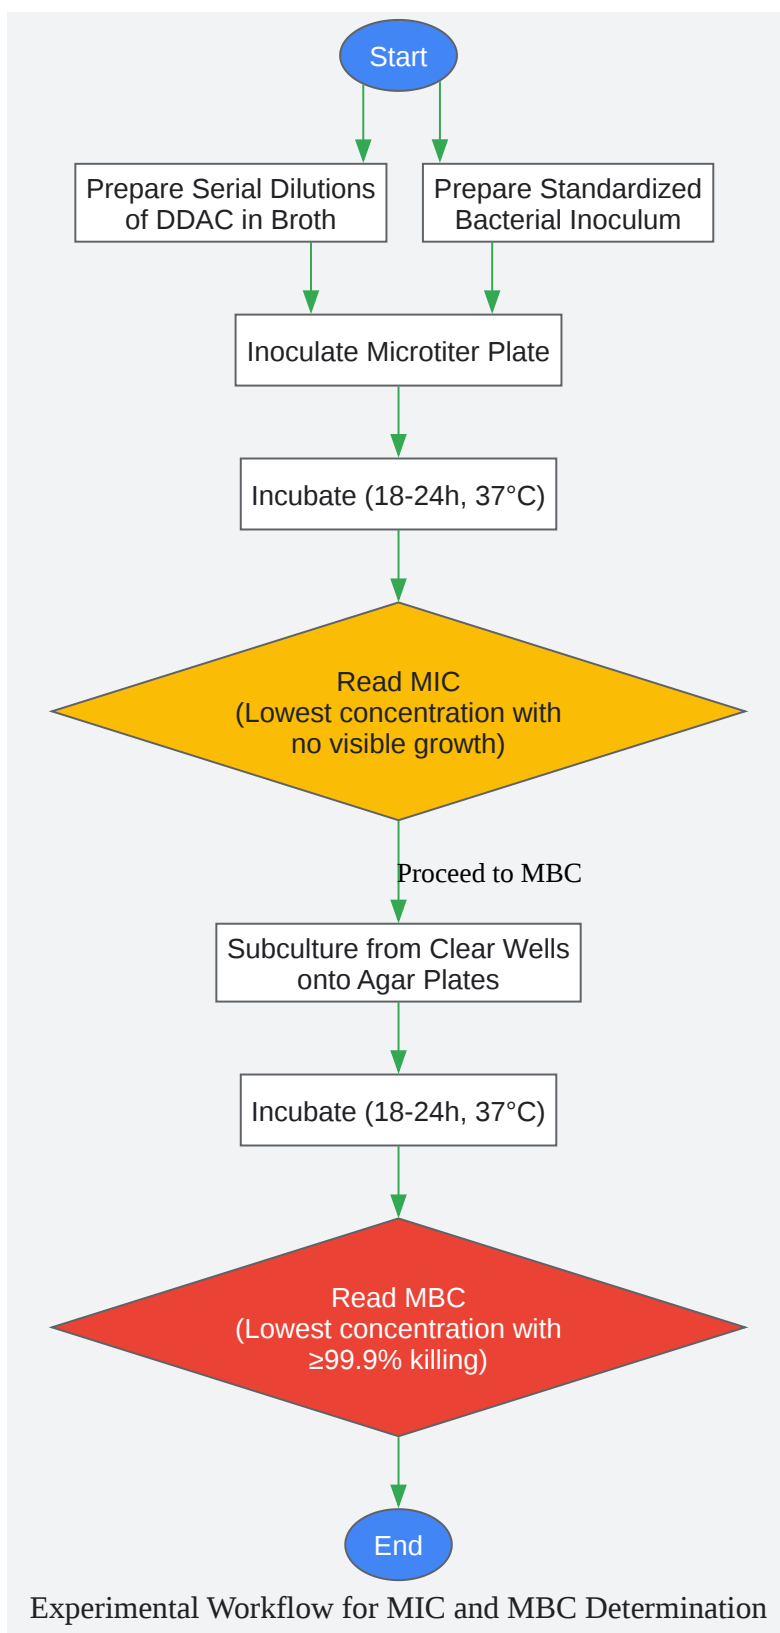 Start
Prepare Serial Dilutions
of DDAC in Broth
Prepare Standardized
Bacterial Inoculum
Inoculate Microtiter Plate
Incubate (18-24h, 37°C)
Read MIC
(Lowest concentration with
no visible growth)
Proceed to MBC
Subculture from Clear Wells
onto Agar Plates
Incubate (18-24h, 37°C)
Read MBC
(Lowest concentration with
≥99.9% killing)
End
Experimental Workflow for MIC and MBC Determination